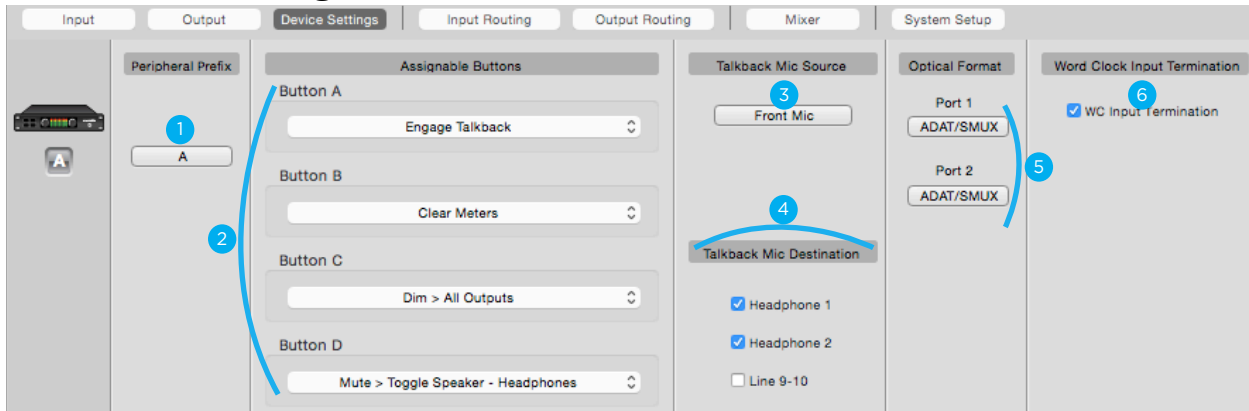 Input Output Device Settings Input Routing Output Routing Mixer System Setup
Peripheral Prefix
1
A
A
Assignable Buttons
2
Button A
Engage Talkback
Button B
Clear Meters
Button C
Dim > All Outputs
Button D
Mute > Toggle Speaker - Headphones
Talkback Mic Source
3
Front Mic
4
Talkback Mic Destination
Headphone 1
Headphone 2
Line 9-10
Optical Format
Port 1
ADAT/SMUX
5
Port 2
ADAT/SMUX
Word Clock Input Termination
6
WC Input Termination